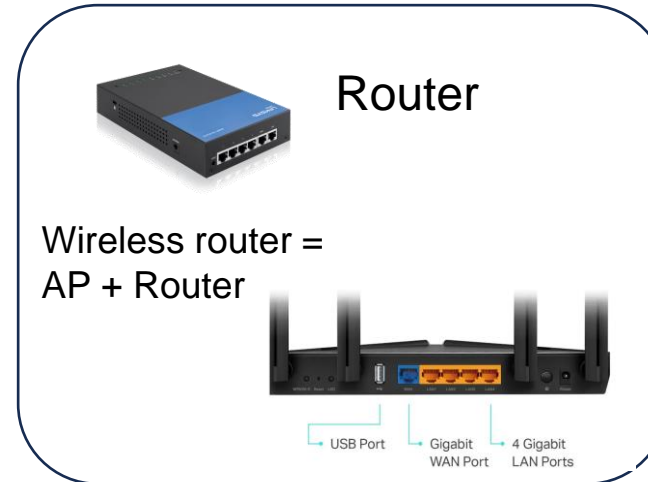 Router
Wireless router =
AP + Router
USB Port
Gigabit
WAN Port
4 Gigabit
LAN Ports